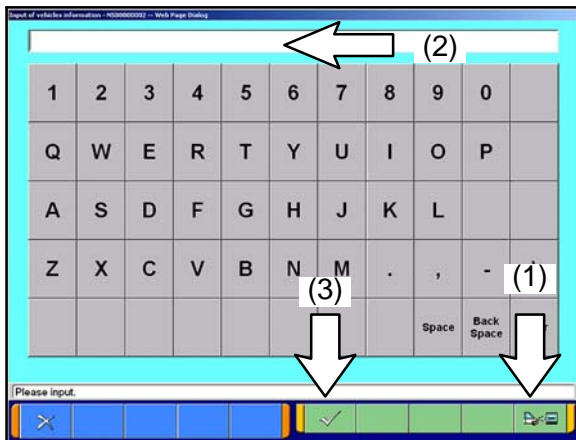 Input of vehicles information - NS00000002 -- Web Page Dialog
(2)
1 2 3 4 5 6 7 8 9 0
Q W E R T Y U I O P
A S D F G H J K L
Z X C V B N M . , -
(3) (1)
Space Back Space
Please input.